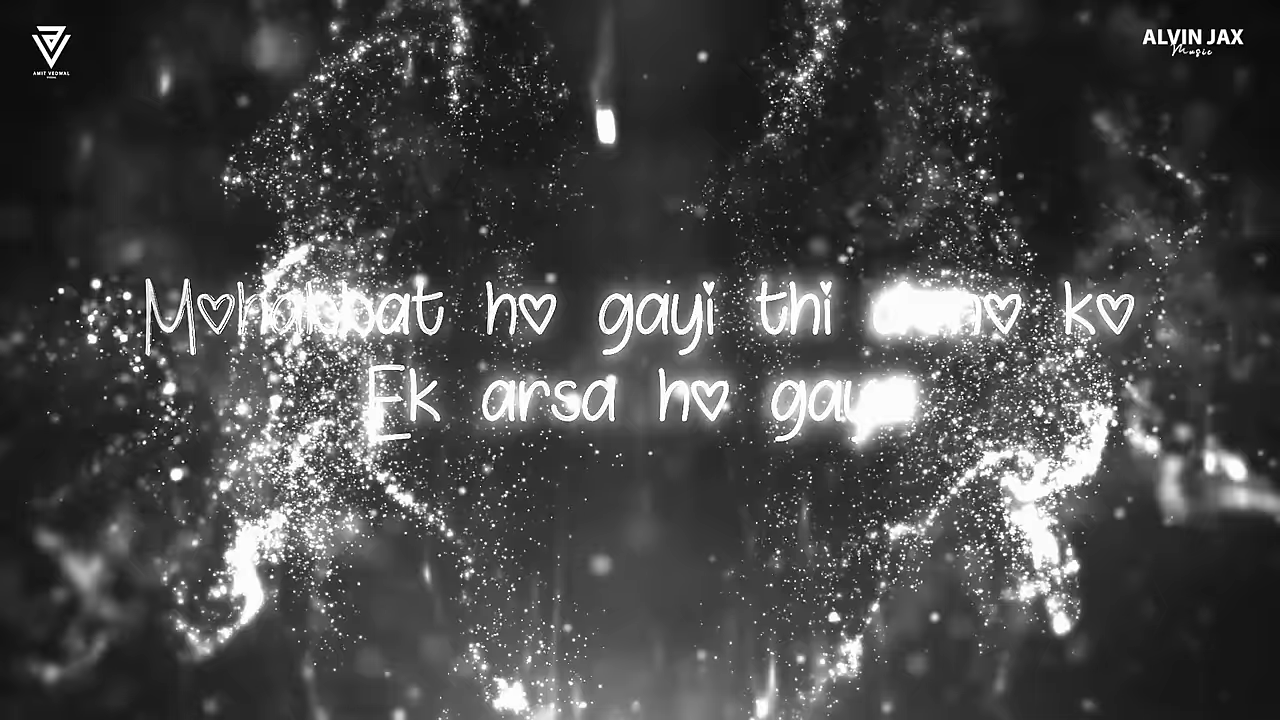 AMIT VEDWAL
ALVIN JAX
Music
Mohabbat ho gayi thi ko
Ek arsa ho